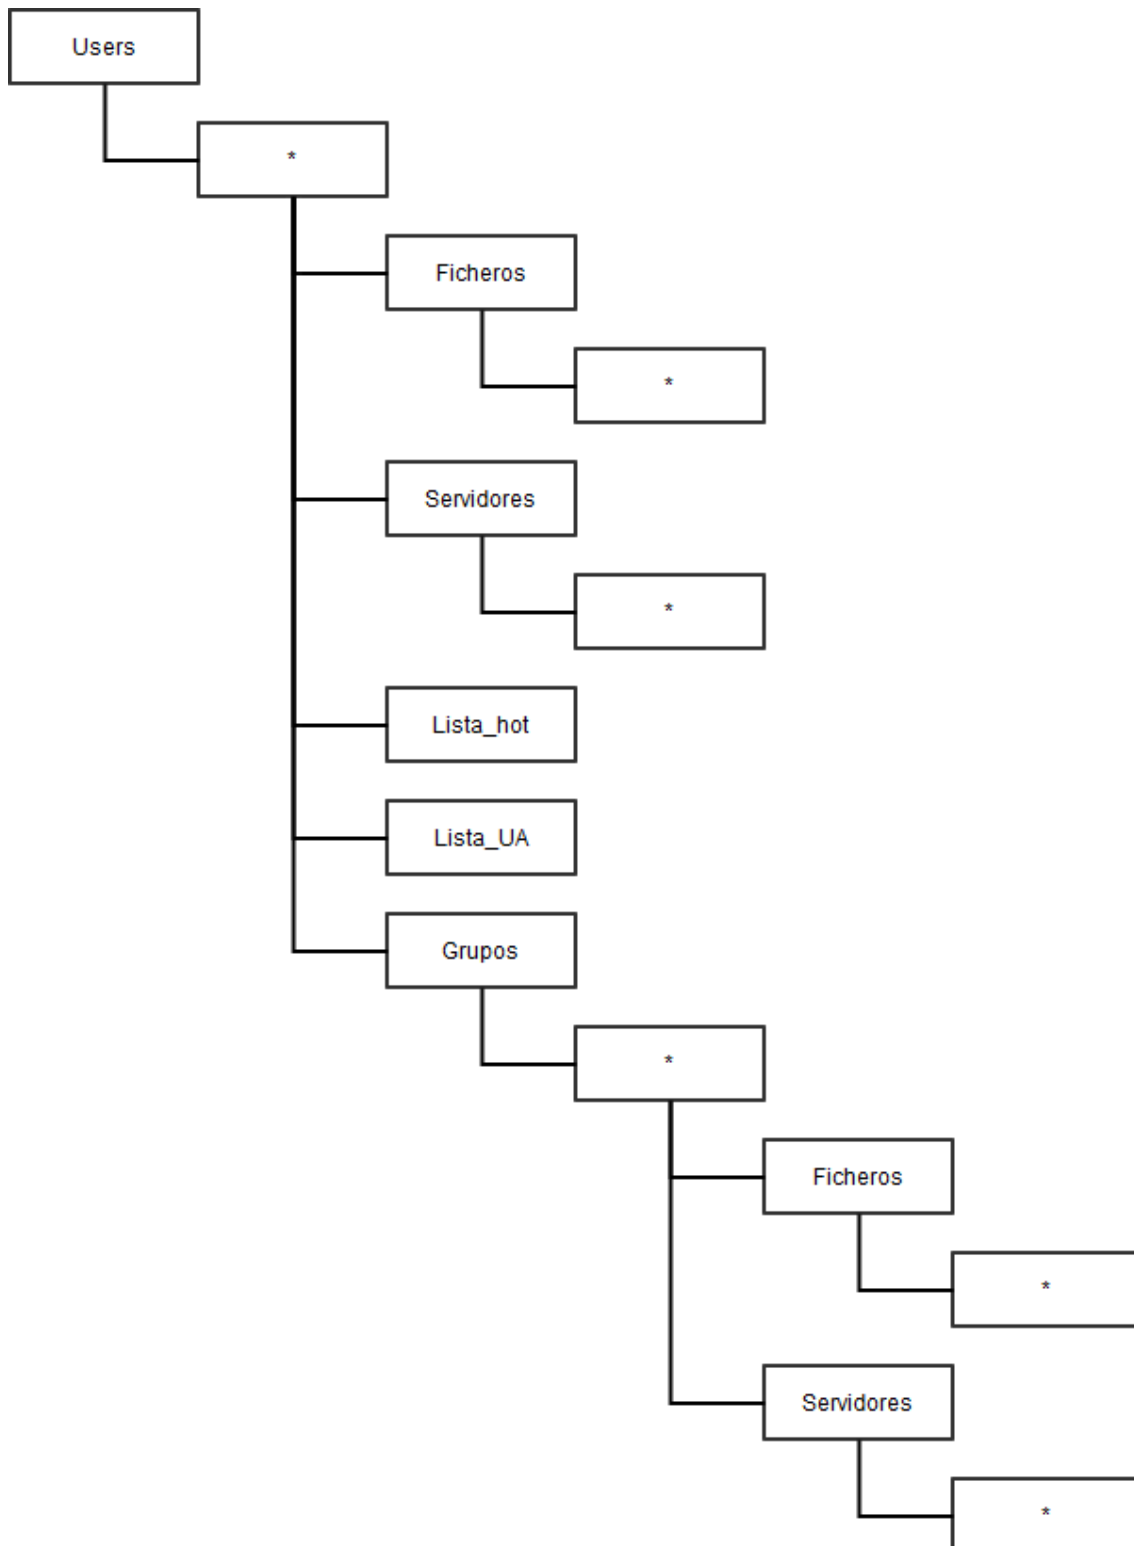 Users
*
Ficheros
*
Servidores
*
Lista_hot
Lista_UA
Grupos
*
Ficheros
*
Servidores
*